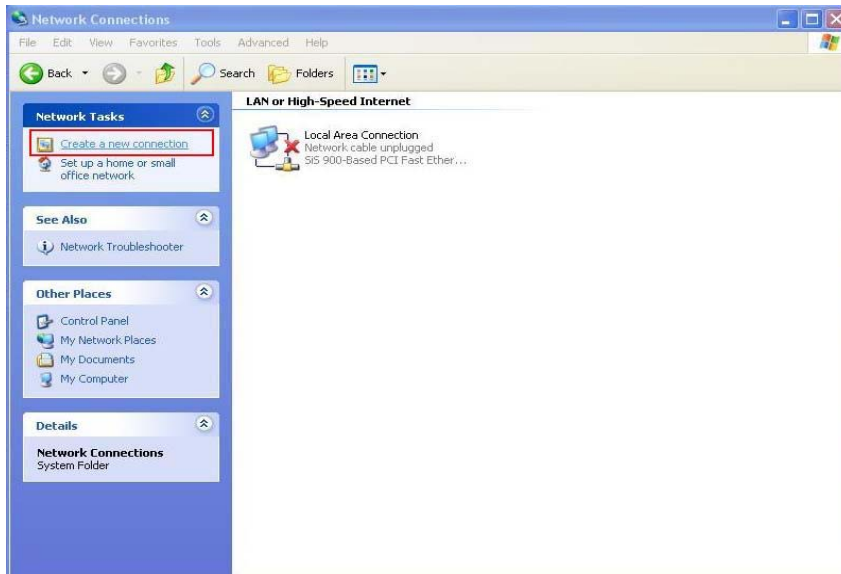 Network Connections
File Edit View Favorites Tools Advanced Help
Back Search Folders
Network Tasks
Create a new connection
Set up a home or small
office network
See Also
Network Troubleshooter
Other Places
Control Panel
My Network Places
My Documents
My Computer
Details
Network Connections
System Folder
LAN or High-Speed Internet
Local Area Connection
Network cable unplugged
SiS 900-Based PCI Fast Ether...